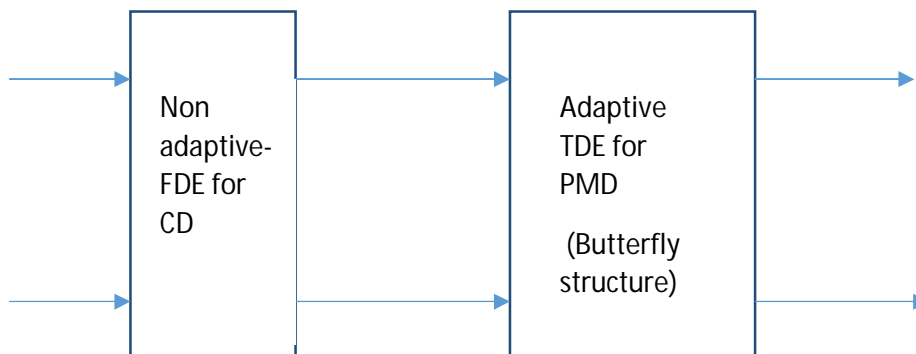 Non
adaptive-
FDE for
CD
Adaptive
TDE for
PMD
(Butterfly
structure)